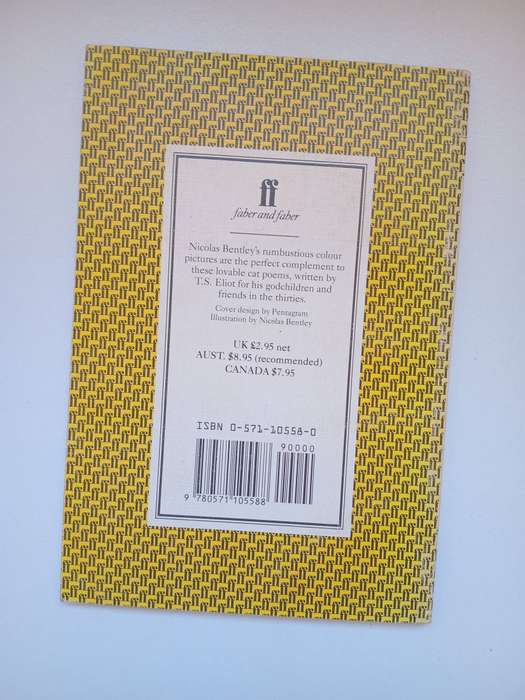 ff
faber and faber
Nicolas Bentley's rumbustious colour
pictures are the perfect complement to
these lovable cat poems, written by
T.S. Eliot for his godchildren and
friends in the thirties.
Cover design by Pentagram
Illustration by Nicolas Bentley
UK £2.95 net
AUST. $8.95 (recommended)
CANADA $7.95
ISBN 0-571-10558-0
90000
9 780571 105588